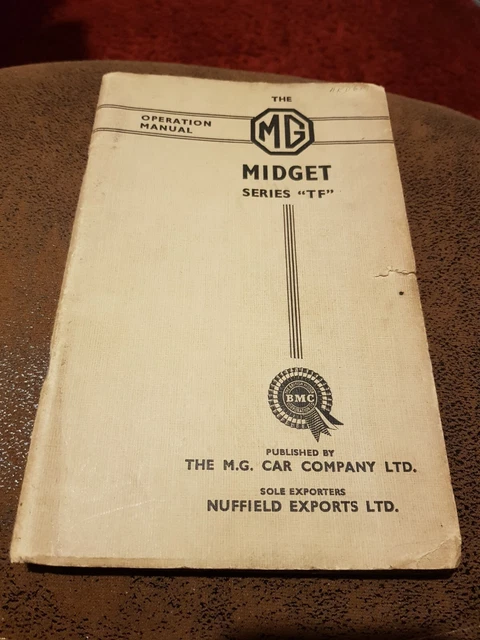 THE
OPERATION
MANUAL
MG
MIDGET
SERIES “TF”
BMC
PUBLISHED BY
THE M.G. CAR COMPANY LTD.
SOLE EXPORTERS
NUFFIELD EXPORTS LTD.